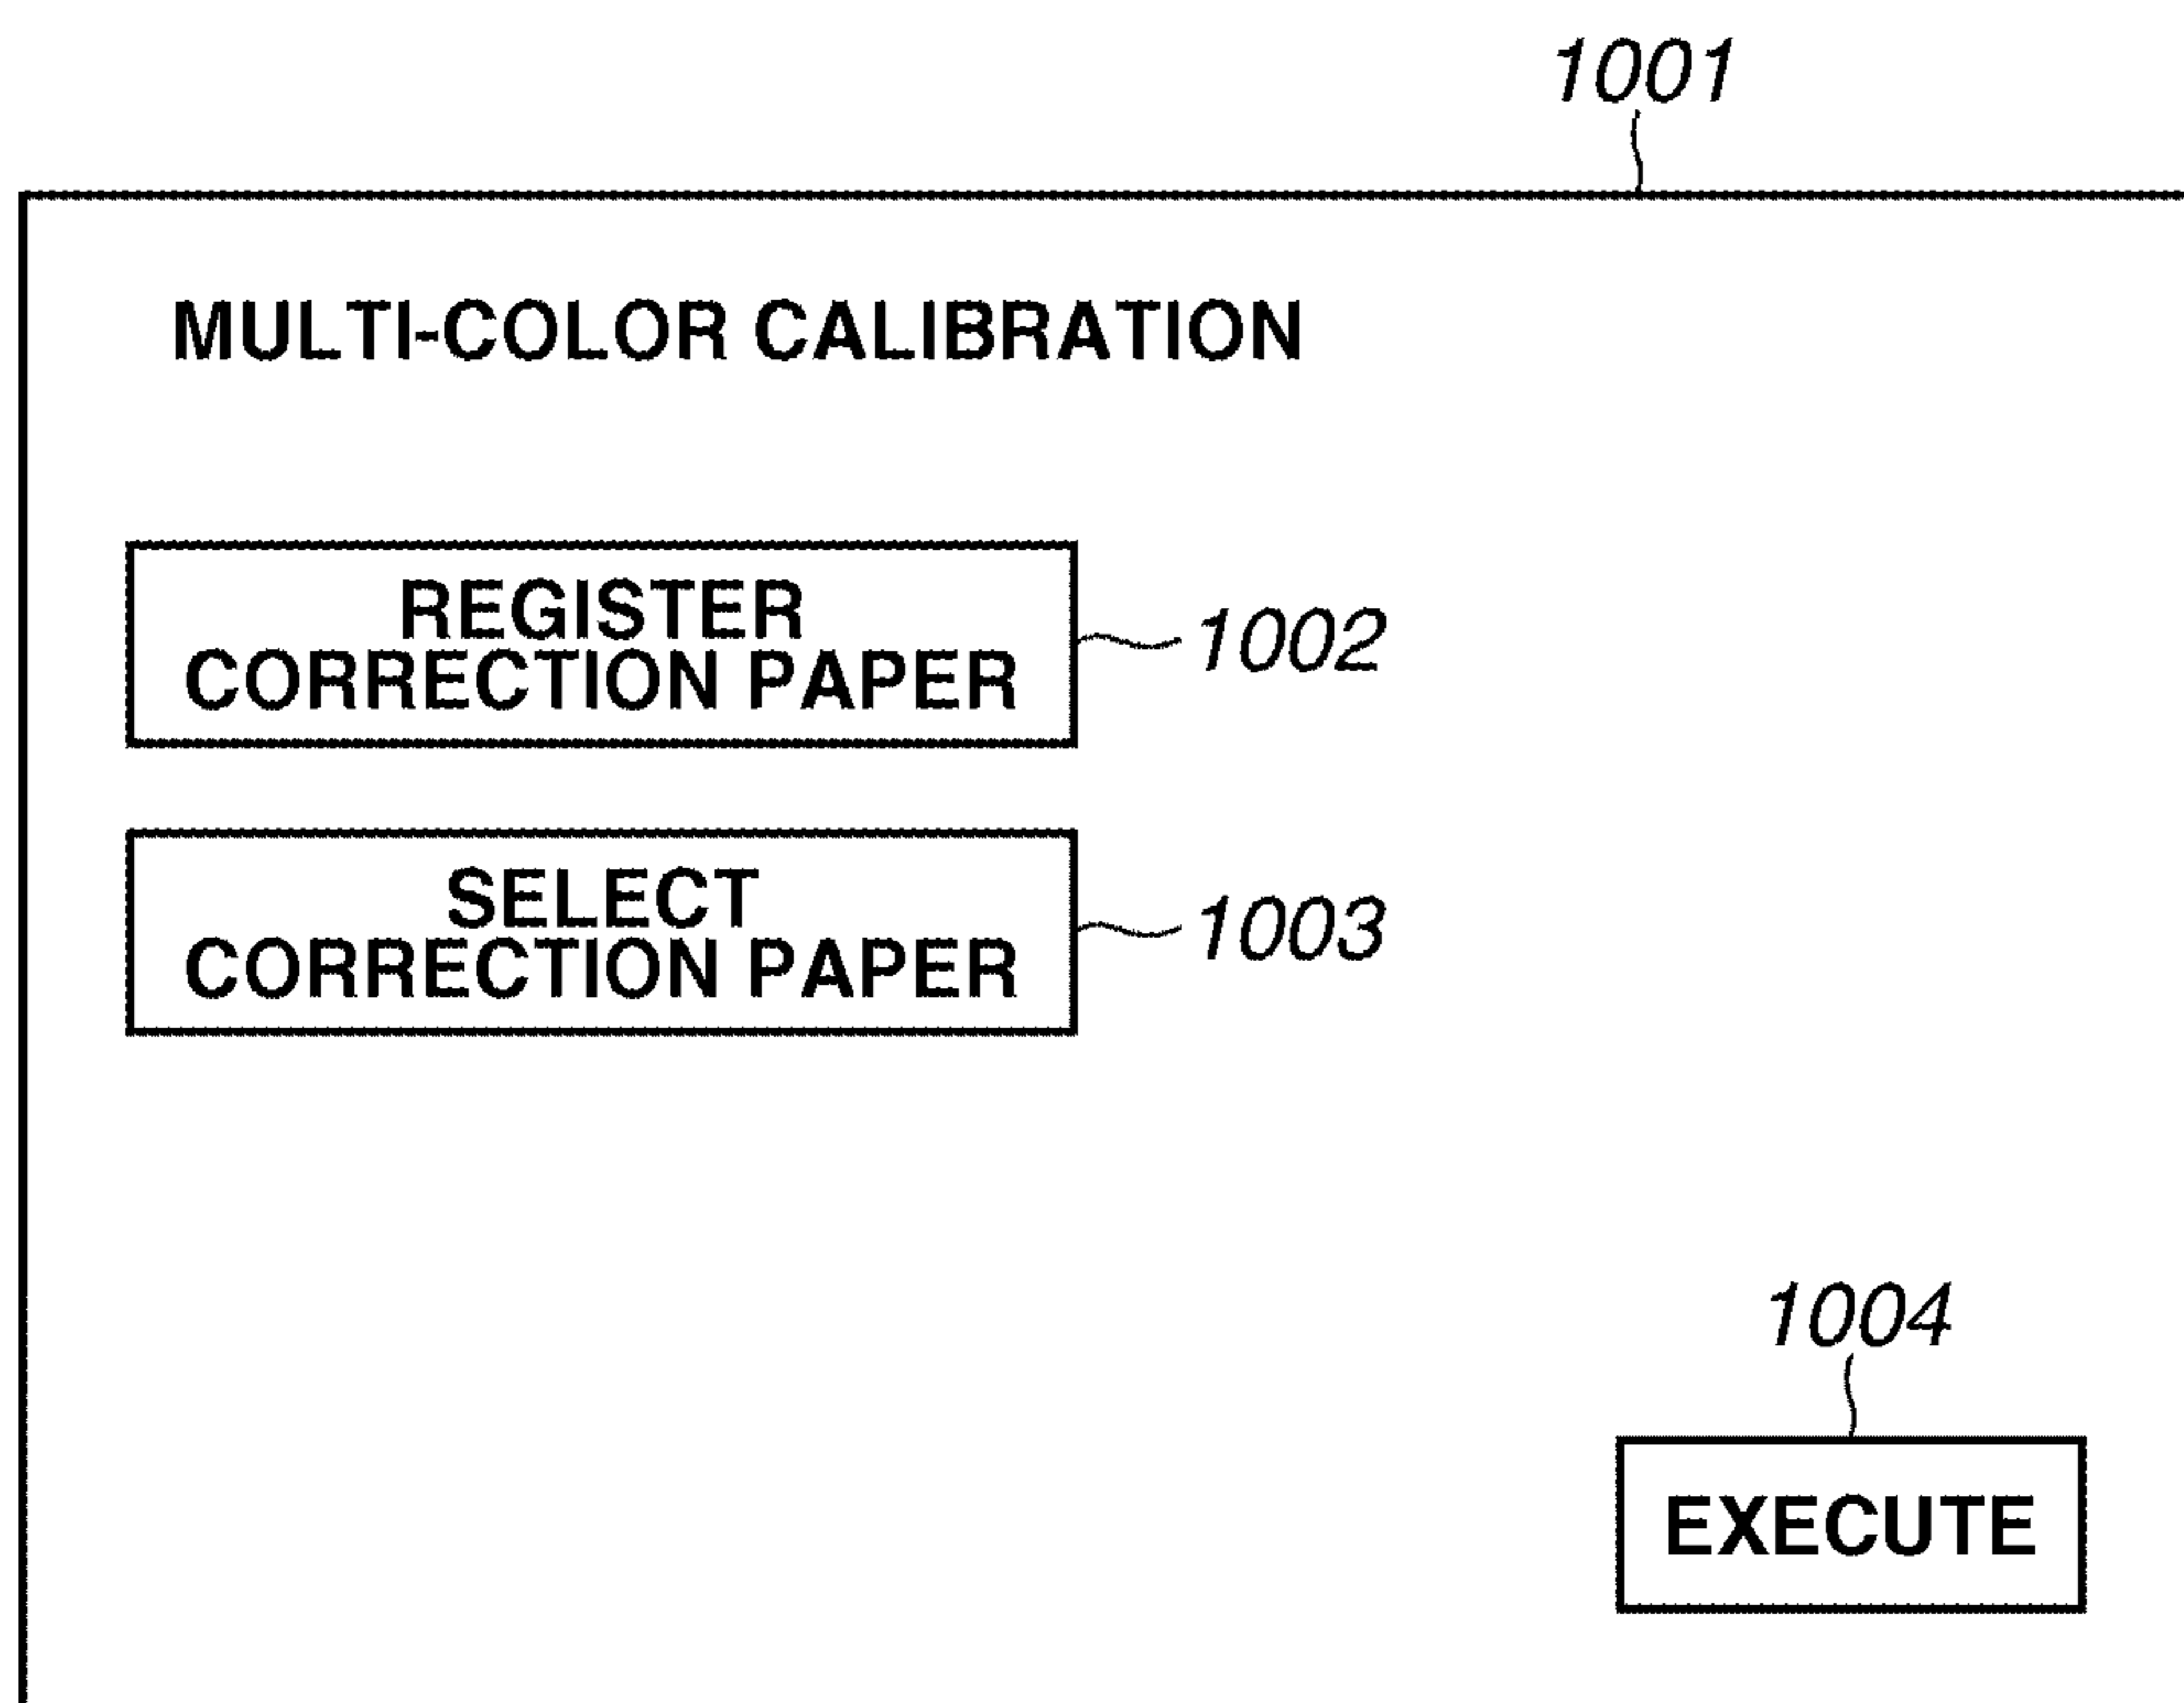 1001
MULTI-COLOR CALIBRATION
REGISTER
CORRECTION PAPER
1002
SELECT
CORRECTION PAPER
1003
1004
EXECUTE